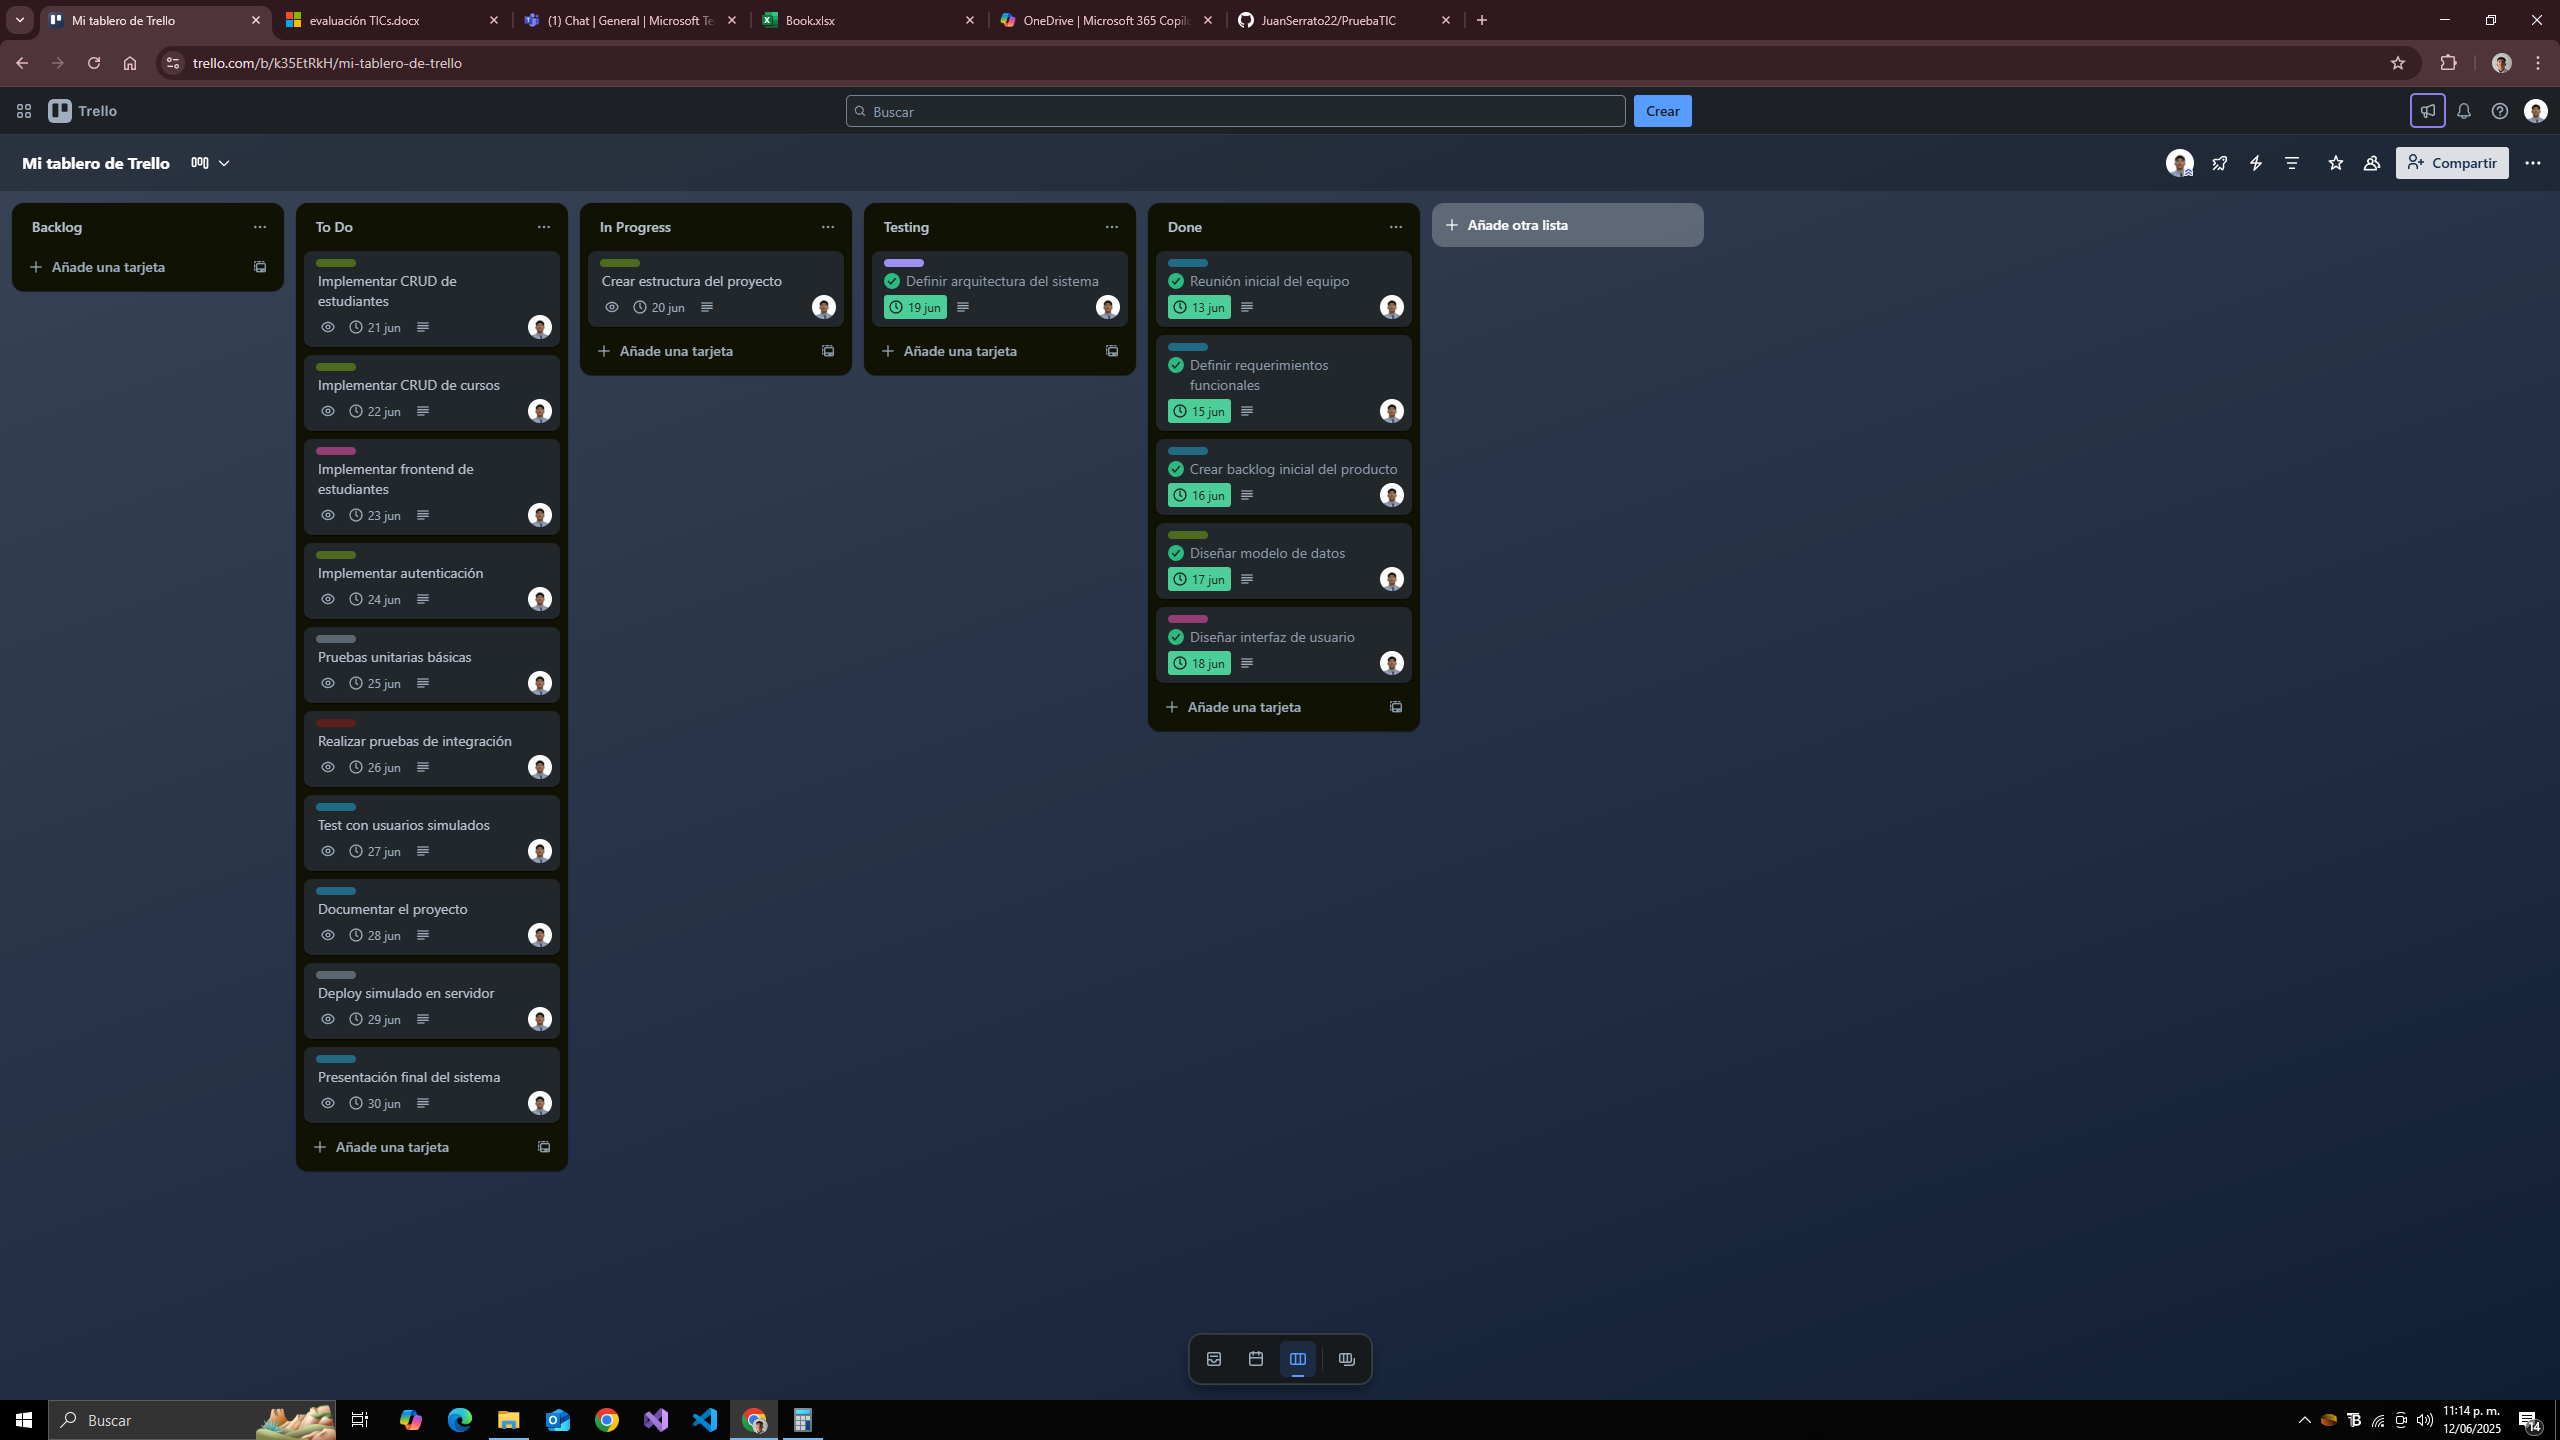 Mi tablero de Trello
evaluación TICs.docx
(1) Chat | General | Microsoft Te
Book.xlsx
OneDrive | Microsoft 365 Copilo
JuanSerrato22/PruebaTIC
trello.com/b/k35EtRkH/mi-tablero-de-trello
Trello
Buscar
Crear
Mi tablero de Trello
Compartir
Backlog
Añade una tarjeta
To Do
Implementar CRUD de
estudiantes
21 jun
Implementar CRUD de cursos
22 jun
Implementar frontend de
estudiantes
23 jun
Implementar autenticación
24 jun
Pruebas unitarias básicas
25 jun
Realizar pruebas de integración
26 jun
Test con usuarios simulados
27 jun
Documentar el proyecto
28 jun
Deploy simulado en servidor
29 jun
Presentación final del sistema
30 jun
Añade una tarjeta
In Progress
Crear estructura del proyecto
20 jun
Añade una tarjeta
Testing
Definir arquitectura del sistema
19 jun
Añade una tarjeta
Done
Reunión inicial del equipo
13 jun
Definir requerimientos
funcionales
15 jun
Crear backlog inicial del producto
16 jun
Diseñar modelo de datos
17 jun
Diseñar interfaz de usuario
18 jun
Añade una tarjeta
Añade otra lista
Buscar
11:14 p. m.
12/06/2025
14